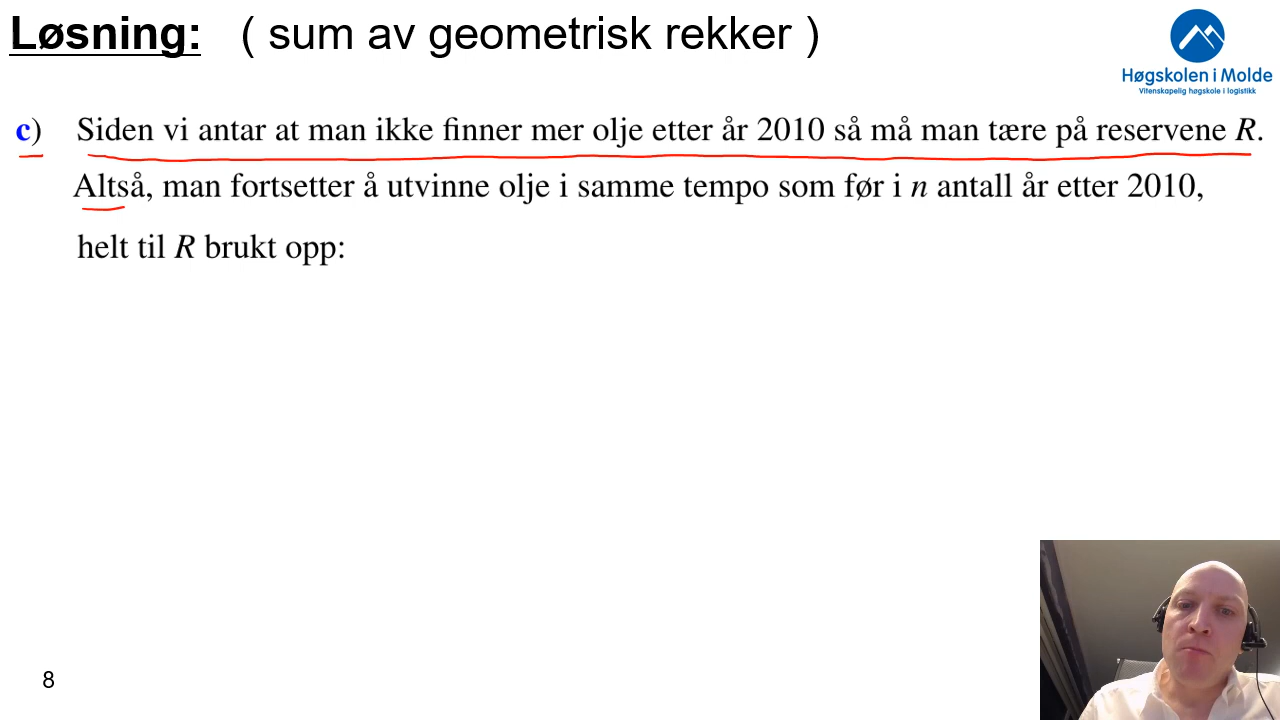 Løsning: ( sum av geometrisk rekker )
Høgskolen i Molde
Vitenskapelig høgskole i logistikk
c) Siden vi antar at man ikke finner mer olje etter år 2010 så må man tære på reservene R.
Altså, man fortsetter å utvinne olje i samme tempo som før i n antall år etter 2010,
helt til R brukt opp:
8